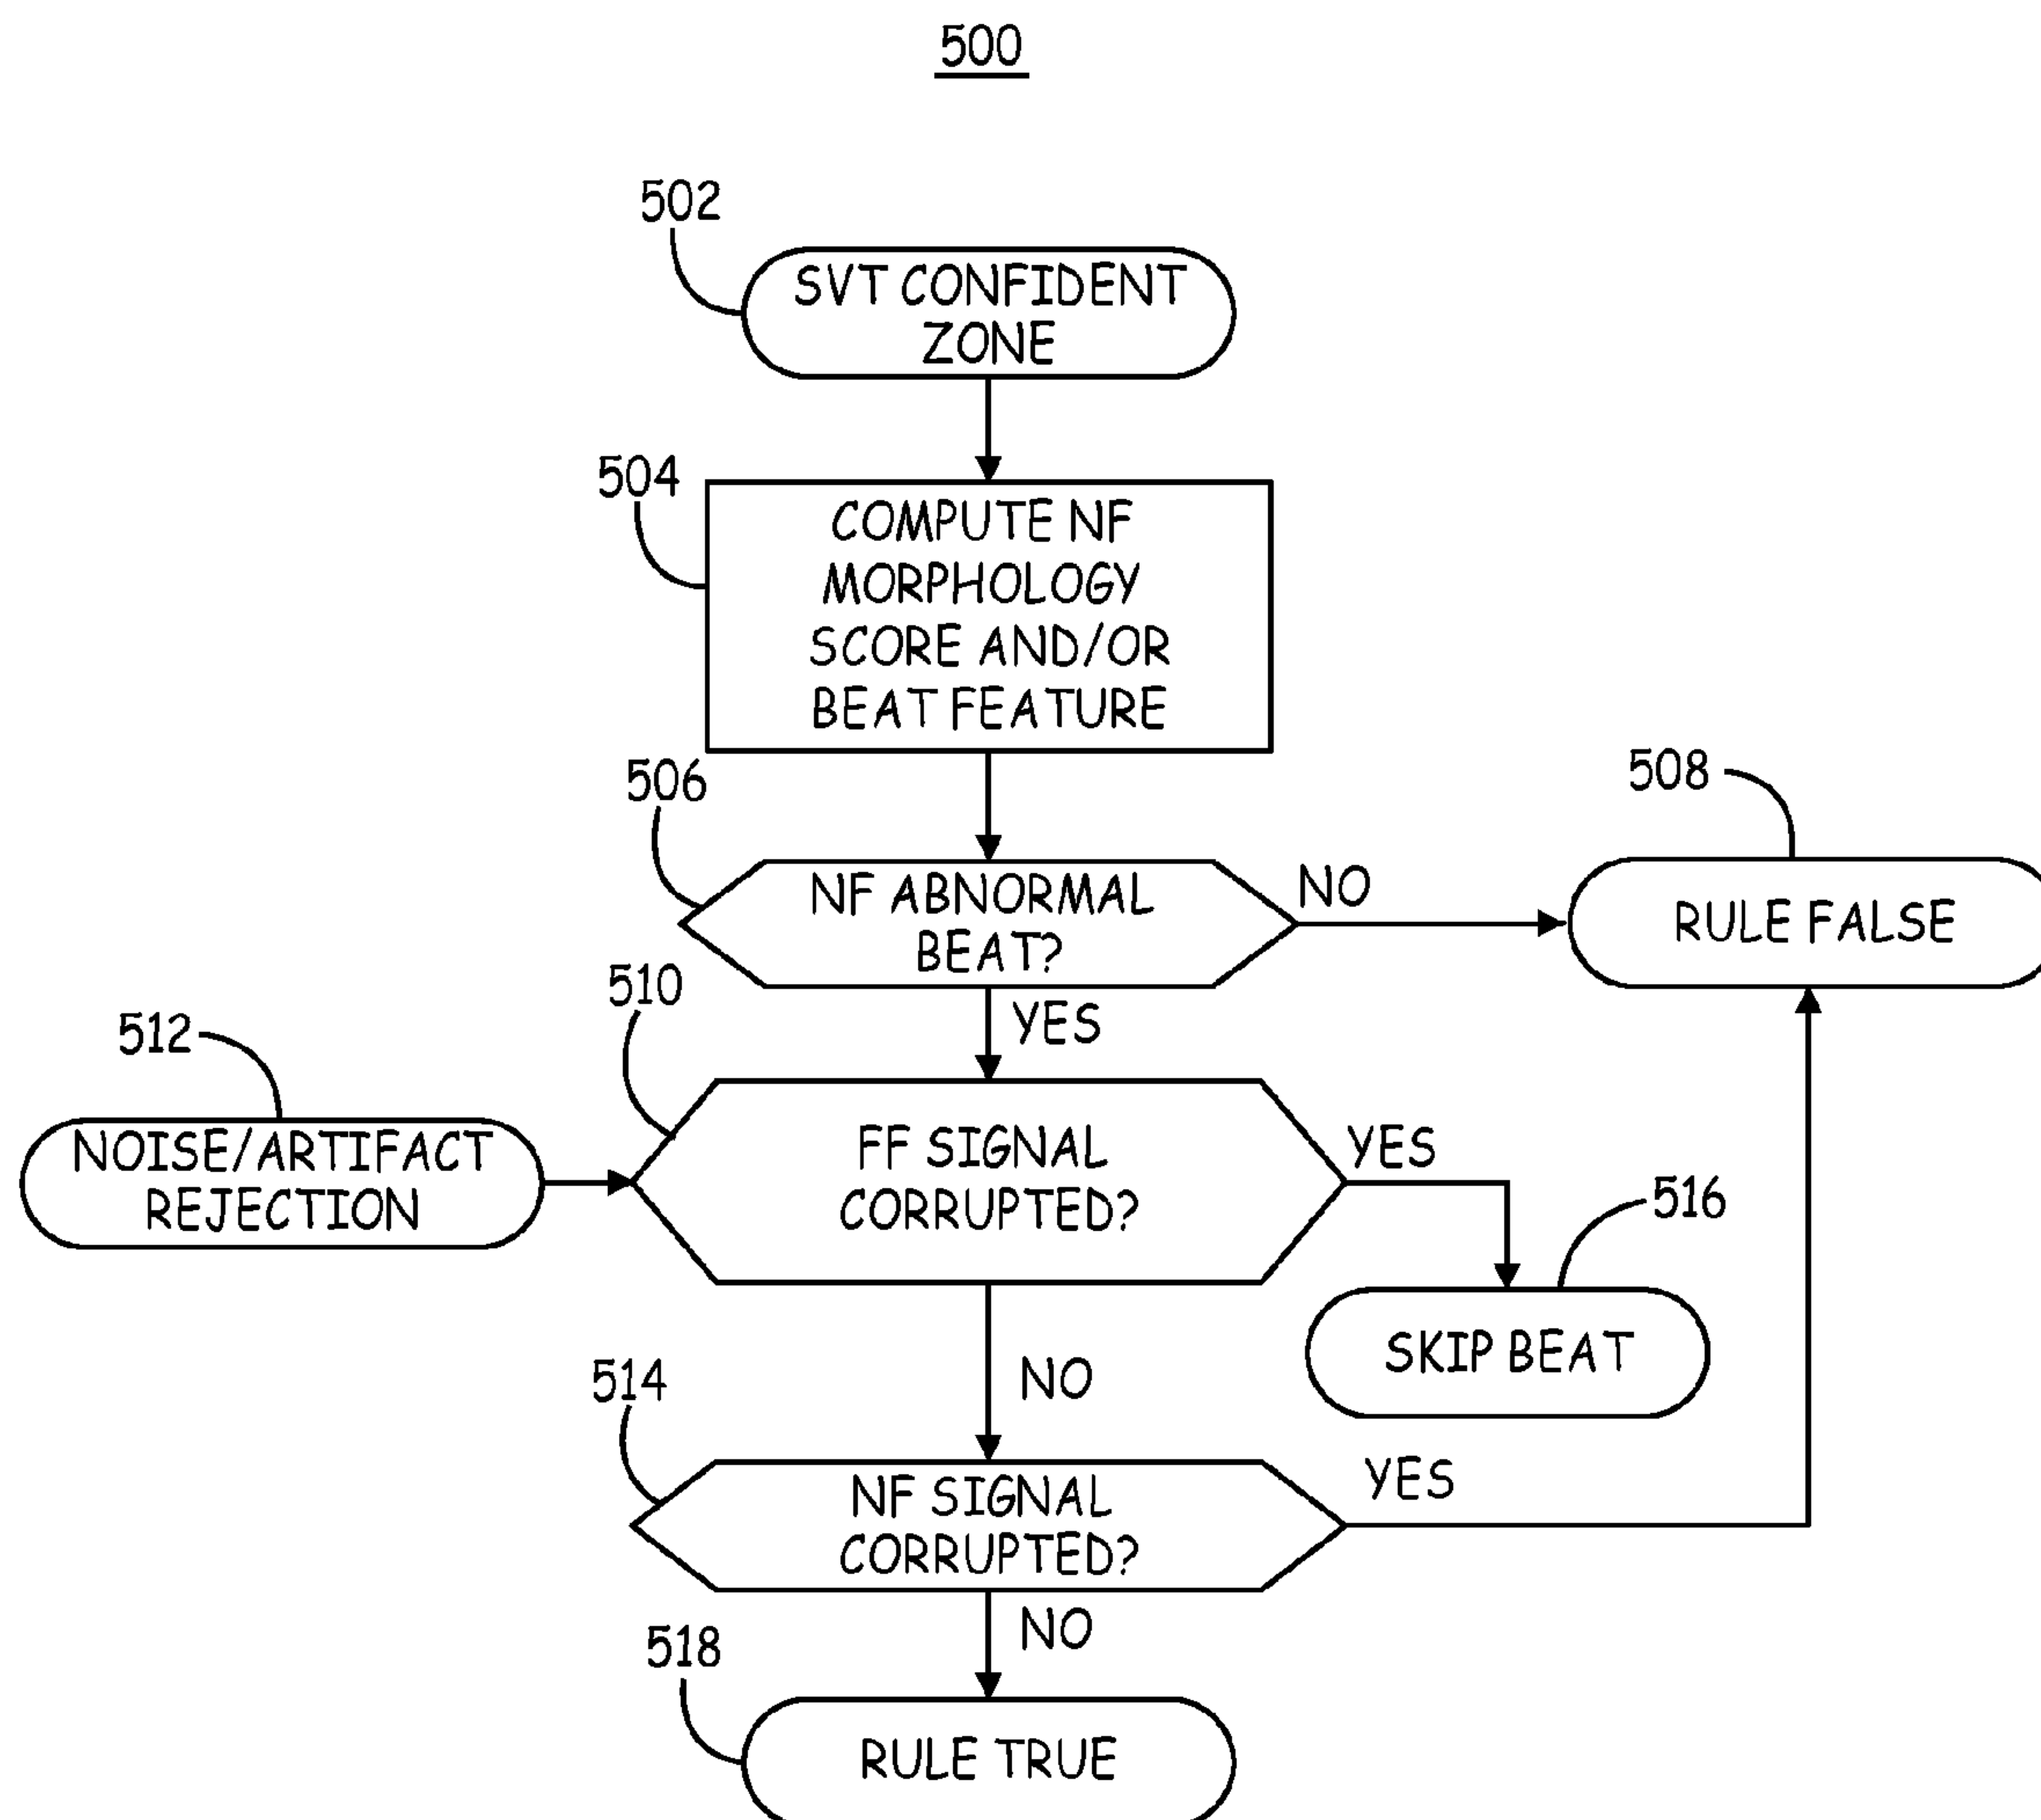 500
502
SVT CONFIDENT
ZONE
504
COMPUTE NF
MORPHOLOGY
SCORE AND/OR
BEAT FEATURE
506
NF ABNORMAL
BEAT?
NO
508
RULE FALSE
YES
510
512
NOISE/ARTIFACT
REJECTION
FF SIGNAL
CORRUPTED?
YES
516
SKIP BEAT
NO
514
NF SIGNAL
CORRUPTED?
YES
NO
518
RULE TRUE